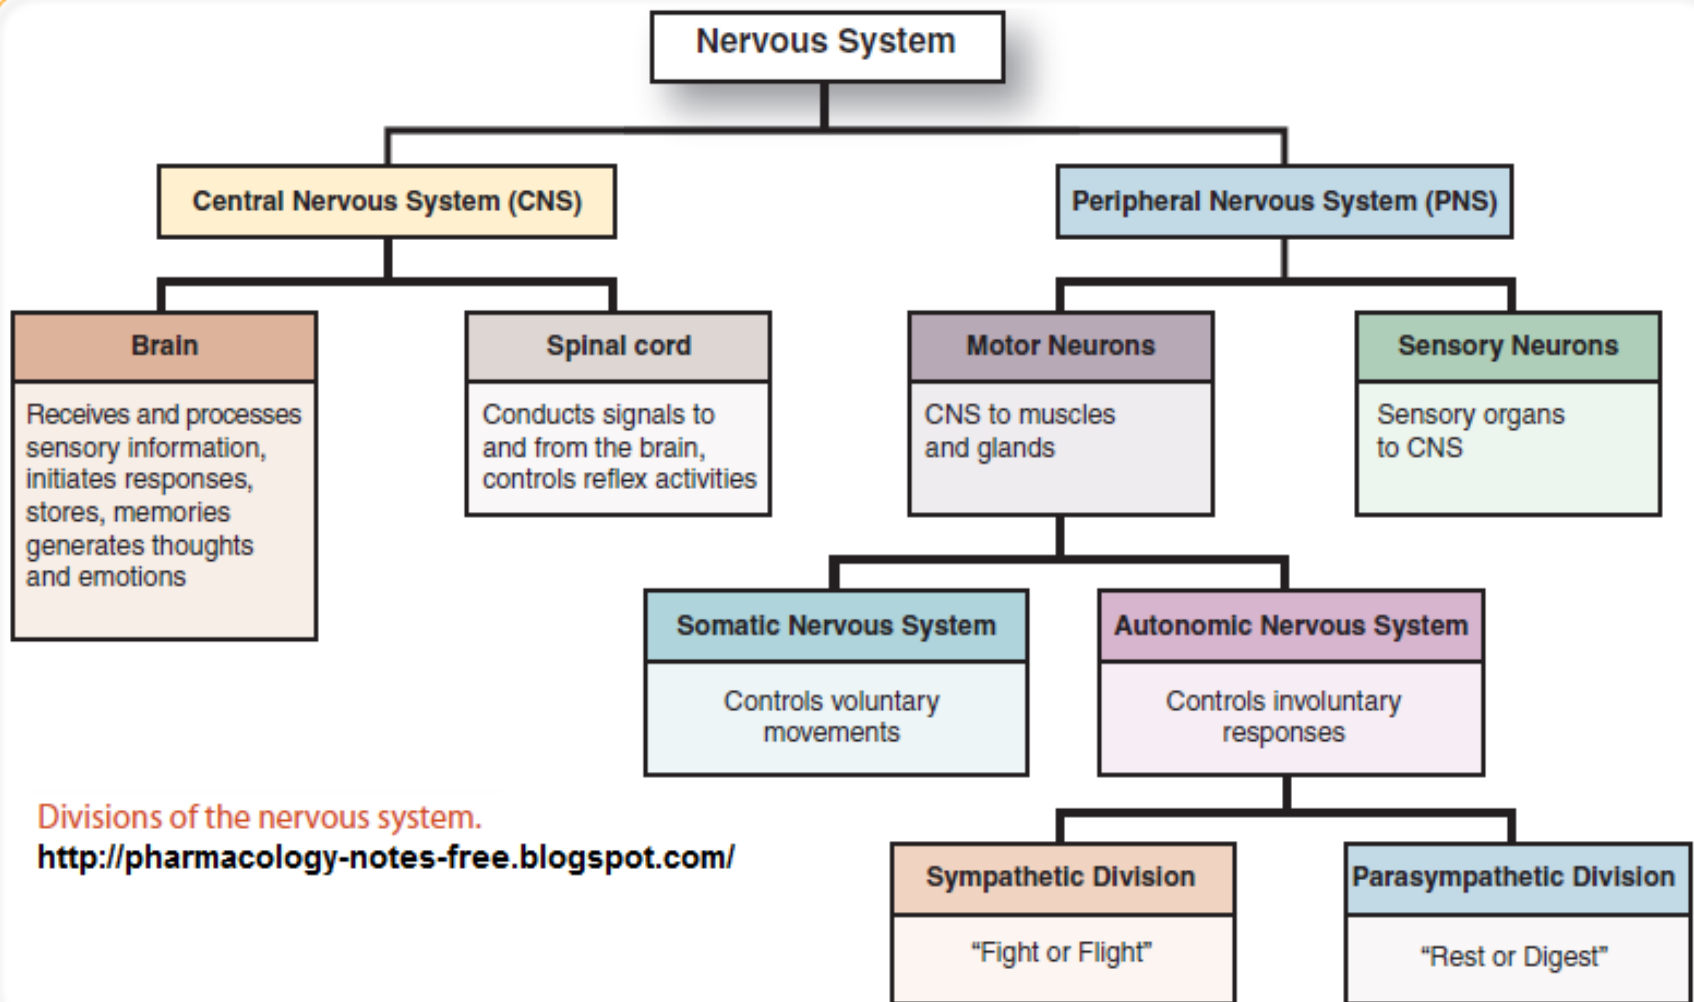 Nervous System
Central Nervous System (CNS)
Peripheral Nervous System (PNS)
Brain
Receives and processes
sensory information,
initiates responses,
stores, memories
generates thoughts
and emotions
Spinal cord
Conducts signals to
and from the brain,
controls reflex activities
Motor Neurons
CNS to muscles
and glands
Sensory Neurons
Sensory organs
to CNS
Somatic Nervous System
Controls voluntary
movements
Autonomic Nervous System
Controls involuntary
responses
Divisions of the nervous system.
http://pharmacology-notes-free.blogspot.com/
Sympathetic Division
“Fight or Flight”
Parasympathetic Division
“Rest or Digest”